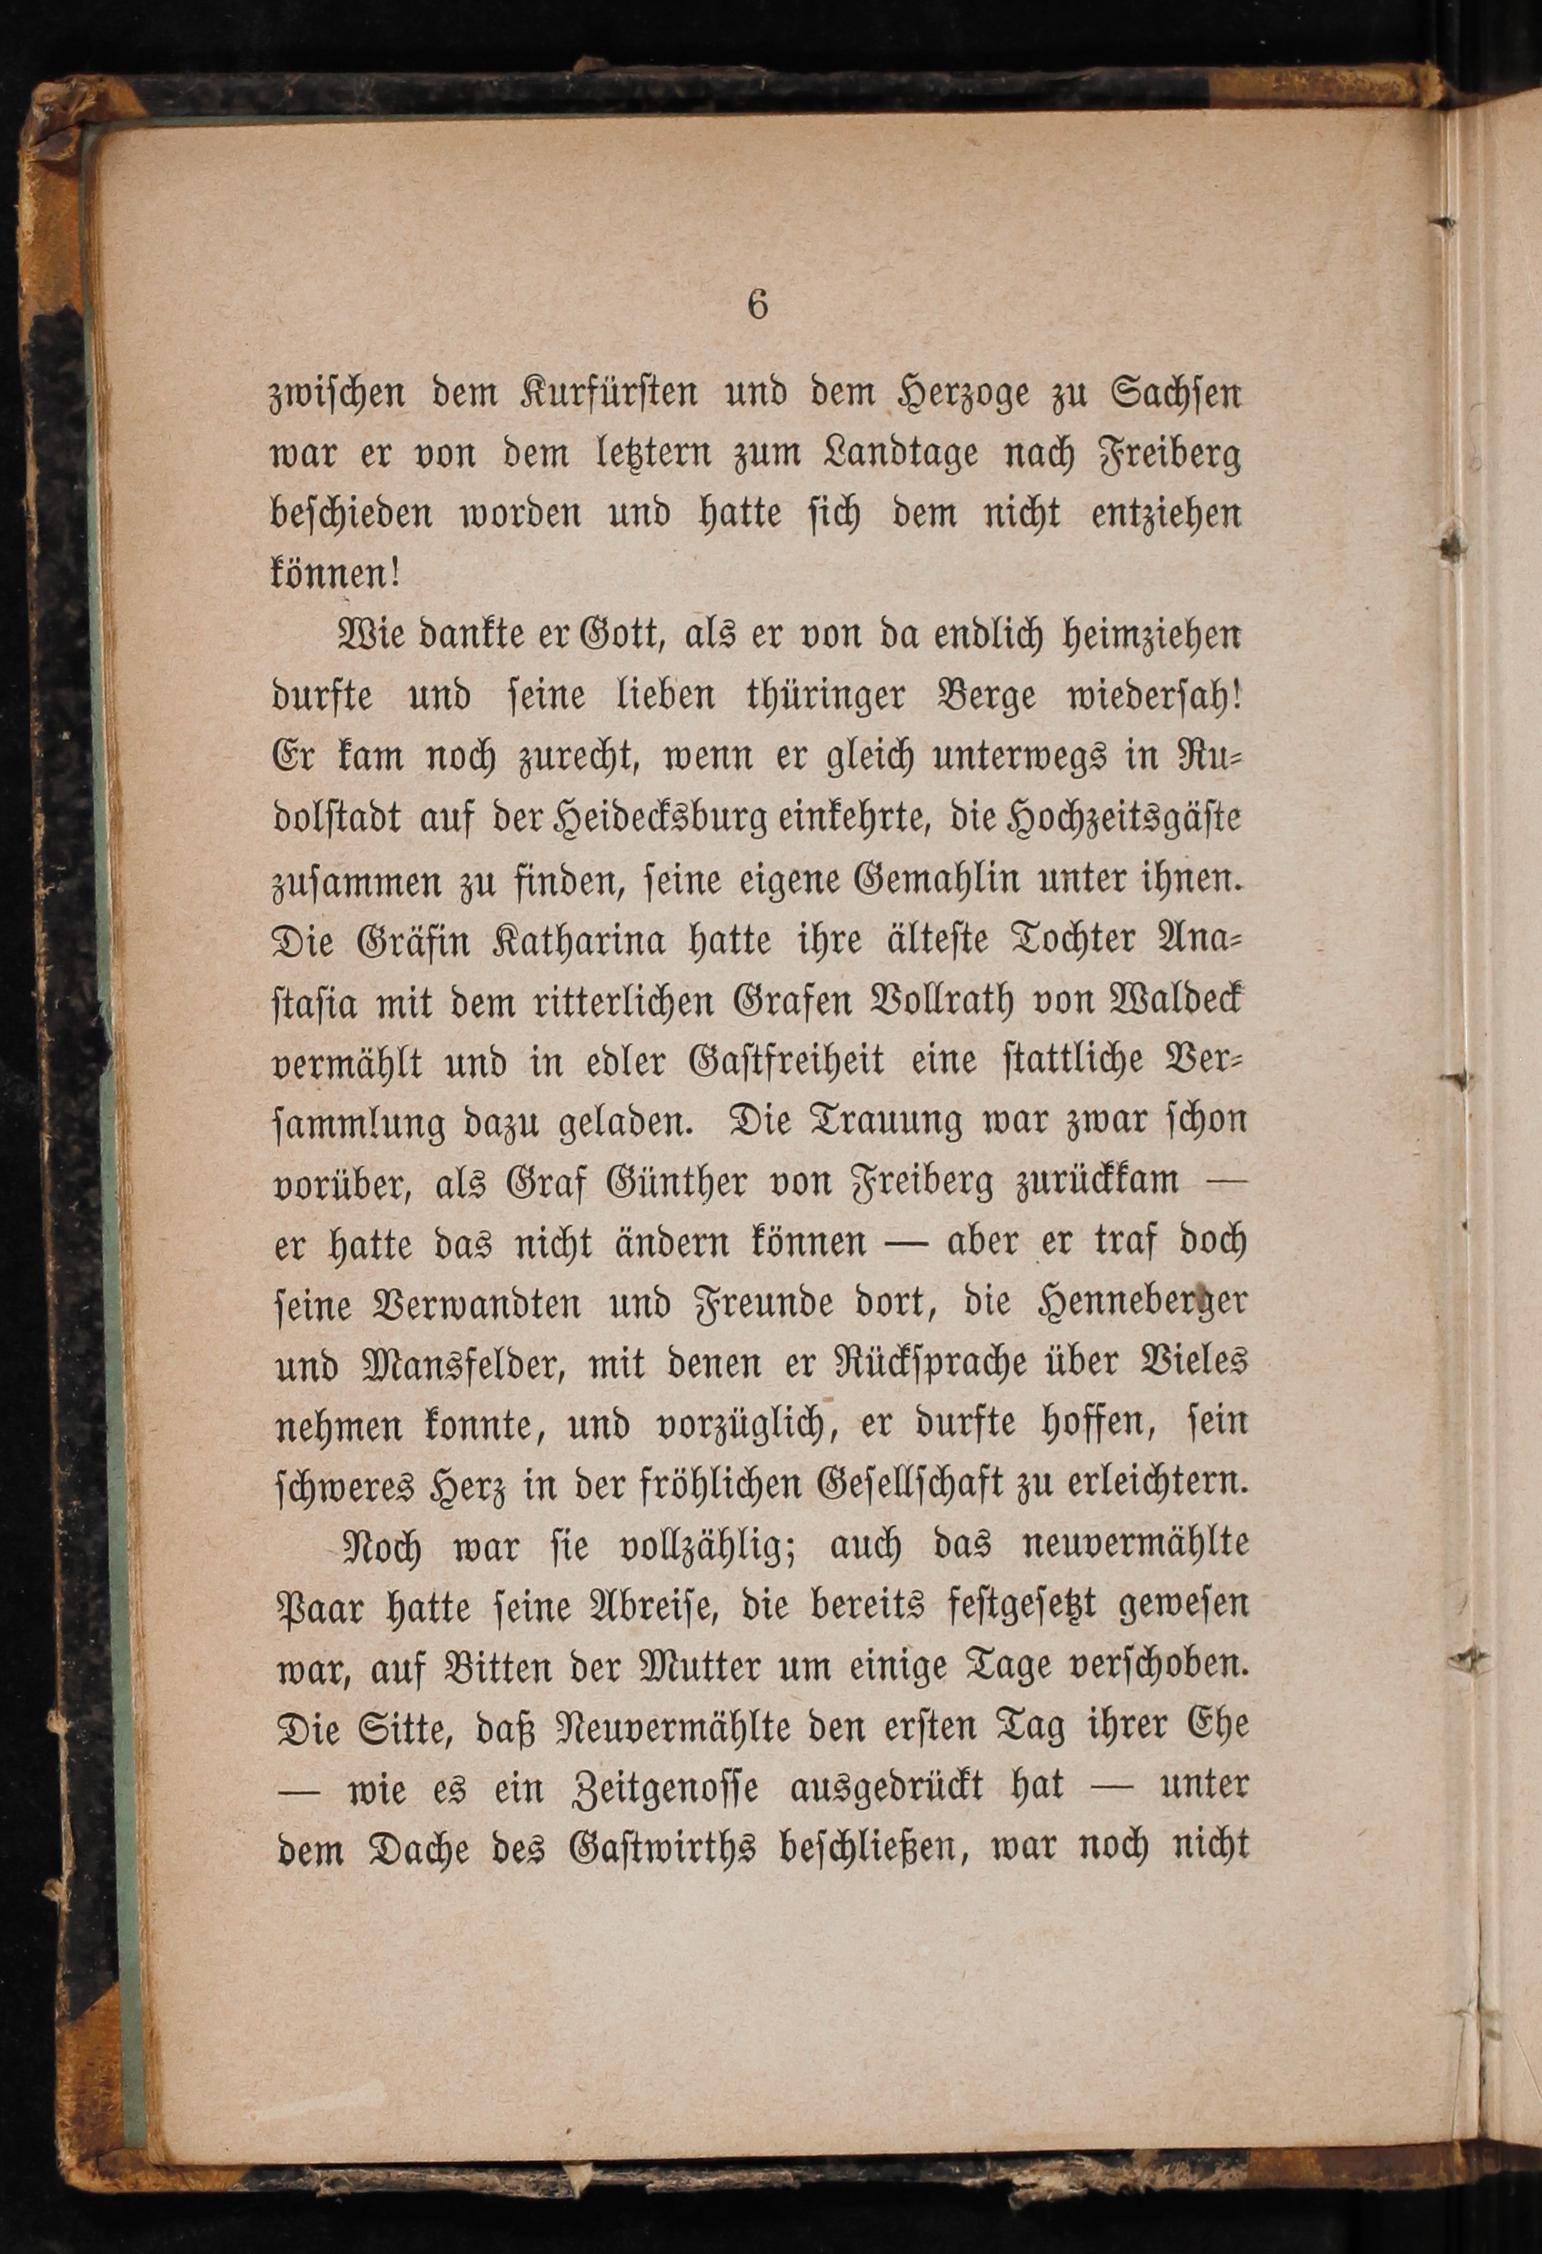 6
zwiſchen dem Kurfürſten und dem Herzoge zu Sachſen
war er von dem letztern zum Landtage nach Freiberg
beſchieden worden und hatte ſich dem nicht entziehen
können!
Wie dankte er Gott, als er von da endlich heimziehen
durfte und ſeine lieben thüringer Berge wiederſah!
Er kam noch zurecht, wenn er gleich unterwegs in Ru⸗
dolſtadt auf der Heidecksburg einkehrte, die Hochzeitsgäſte
zuſammen zu finden, ſeine eigene Gemahlin unter ihnen.
Die Gräfin Katharina hatte ihre älteſte Tochter Ana⸗
ſtaſia mit dem ritterlichen Grafen Vollrath von Waldeck
vermählt und in edler Gaſtfreiheit eine ſtattliche Ver⸗
ſammlung dazu geladen. Die Trauung war zwar ſchon
vorüber, als Graf Günther von Freiberg zurückkam —
er hatte das nicht ändern können — aber er traf doch
ſeine Verwandten und Freunde dort, die Henneberger
und Mansfelder, mit denen er Rückſprache über Vieles
nehmen konnte, und vorzüglich, er durfte hoffen, ſein
ſchweres Herz in der fröhlichen Geſellſchaft zu erleichtern.
Noch war ſie vollzählig; auch das neuvermählte
Paar hatte ſeine Abreiſe, die bereits feſtgeſetzt geweſen
war, auf Bitten der Mutter um einige Tage verſchoben.
Die Sitte, daß Neuvermählte den erſten Tag ihrer Ehe
— wie es ein Zeitgenoſſe ausgedrückt hat — unter
dem Dache des Gaſtwirths beſchließen, war noch nicht